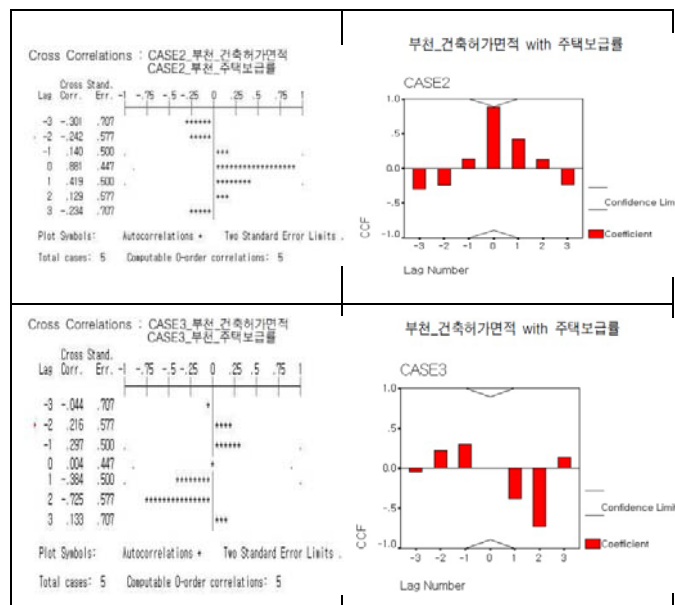 Cross Correlations : CASE2_부천_건축허가면적
CASE2_부천_주택보급률
Cross Stand.
Lag Corr. Err. -1 -.75 -.5 -.25 0 .25 .5 .75 1
-3 -.301 .707 ******
-2 -.242 .577 *****
-1 .140 .500 . *** .
0 .881 .447 . ****************** .
1 .419 .500 . ******** .
2 .129 .577 ***
3 -.234 .707 *****
Plot Symbols: Autocorrelations * Two Standard Error Limits .
Total cases: 5 Computable 0-order correlations: 5
부천_건축허가면적 with 주택보급률
CASE2
1.0
.5
0.0
-.5
-1.0
CCF
-3 -2 -1 0 1 2 3
Lag Number
Confidence Lim
Coefficient
Cross Correlations : CASE3_부천_건축허가면적
CASE3_부천_주택보급률
Cross Stand.
Lag Corr. Err. -1 -.75 -.5 -.25 0 .25 .5 .75 1
-3 -.044 .707 *
-2 .216 .577 ****
-1 .297 .500 . ****** .
0 .004 .447 . * .
1 -.384 .500 . ******** .
2 -.725 .577 ***************
3 .133 .707 ***
Plot Symbols: Autocorrelations * Two Standard Error Limits .
Total cases: 5 Computable 0-order correlations: 5
부천_건축허가면적 with 주택보급률
CASE3
1.0
.5
0.0
-.5
-1.0
CCF
-3 -2 -1 0 1 2 3
Lag Number
Confidence Limi
Coefficient